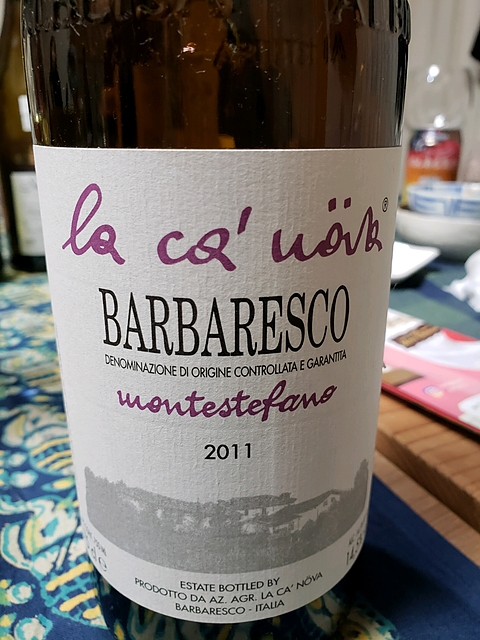 la ca' növa®
BARBARESCO
DENOMINAZIONE DI ORIGINE CONTROLLATA E GARANTITA
montestefano
2011
ESTATE BOTTLED BY
PRODOTTO DA AZ. AGR. LA CA' NÖVA
BARBARESCO - ITALIA